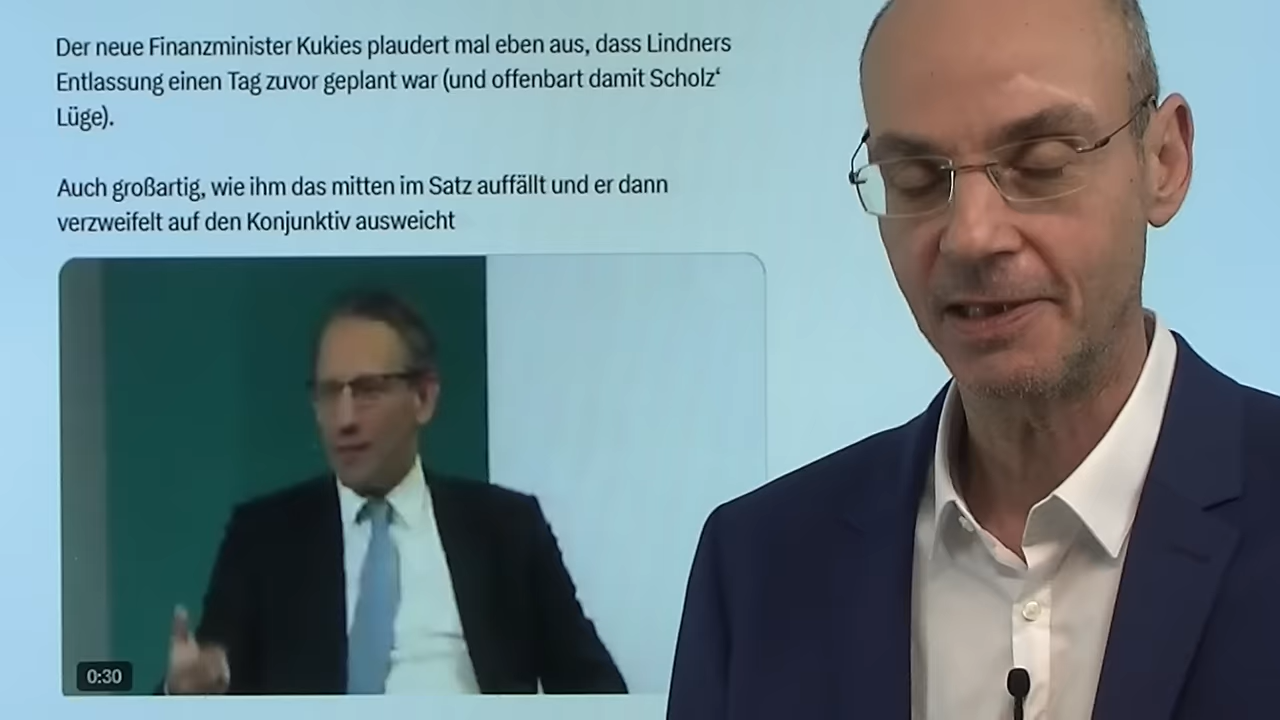 Der neue Finanzminister Kukies plaudert mal eben aus, dass Lindners
Entlassung einen Tag zuvor geplant war (und offenbart damit Scholz‘
Lüge).
Auch großartig, wie ihm das mitten im Satz auffällt und er dann
verzweifelt auf den Konjunktiv ausweicht
0:30